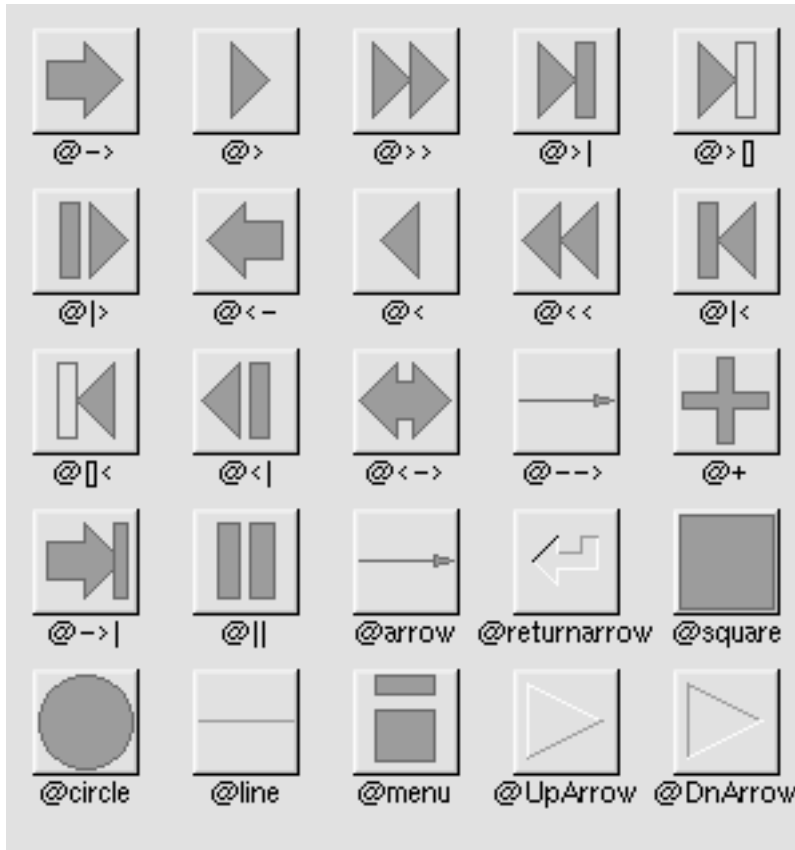 @-> @> @>> @>| @>[]
@|> @<- @< @<< @|<
@[]< @<| @<-> @--> @+
@->| @|| @arrow @returnarrow @square
@circle @line @menu @UpArrow @DnArrow